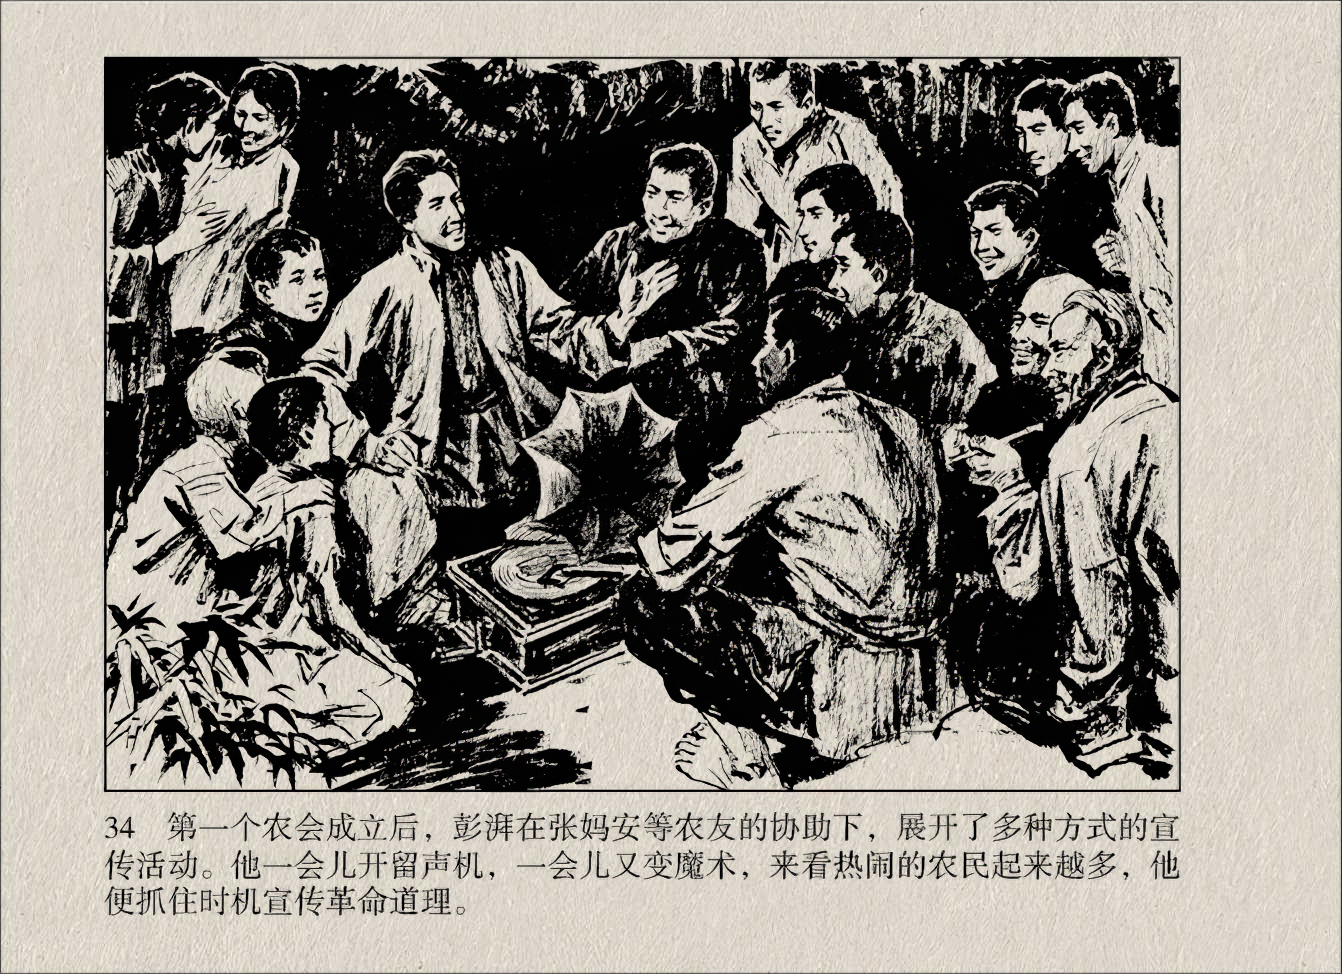 34　第一个农会成立后，彭湃在张妈安等农友的协助下，展开了多种方式的宣
传活动。他一会儿开留声机，一会儿又变魔术，来看热闹的农民起来越多，他
便抓住时机宣传革命道理。